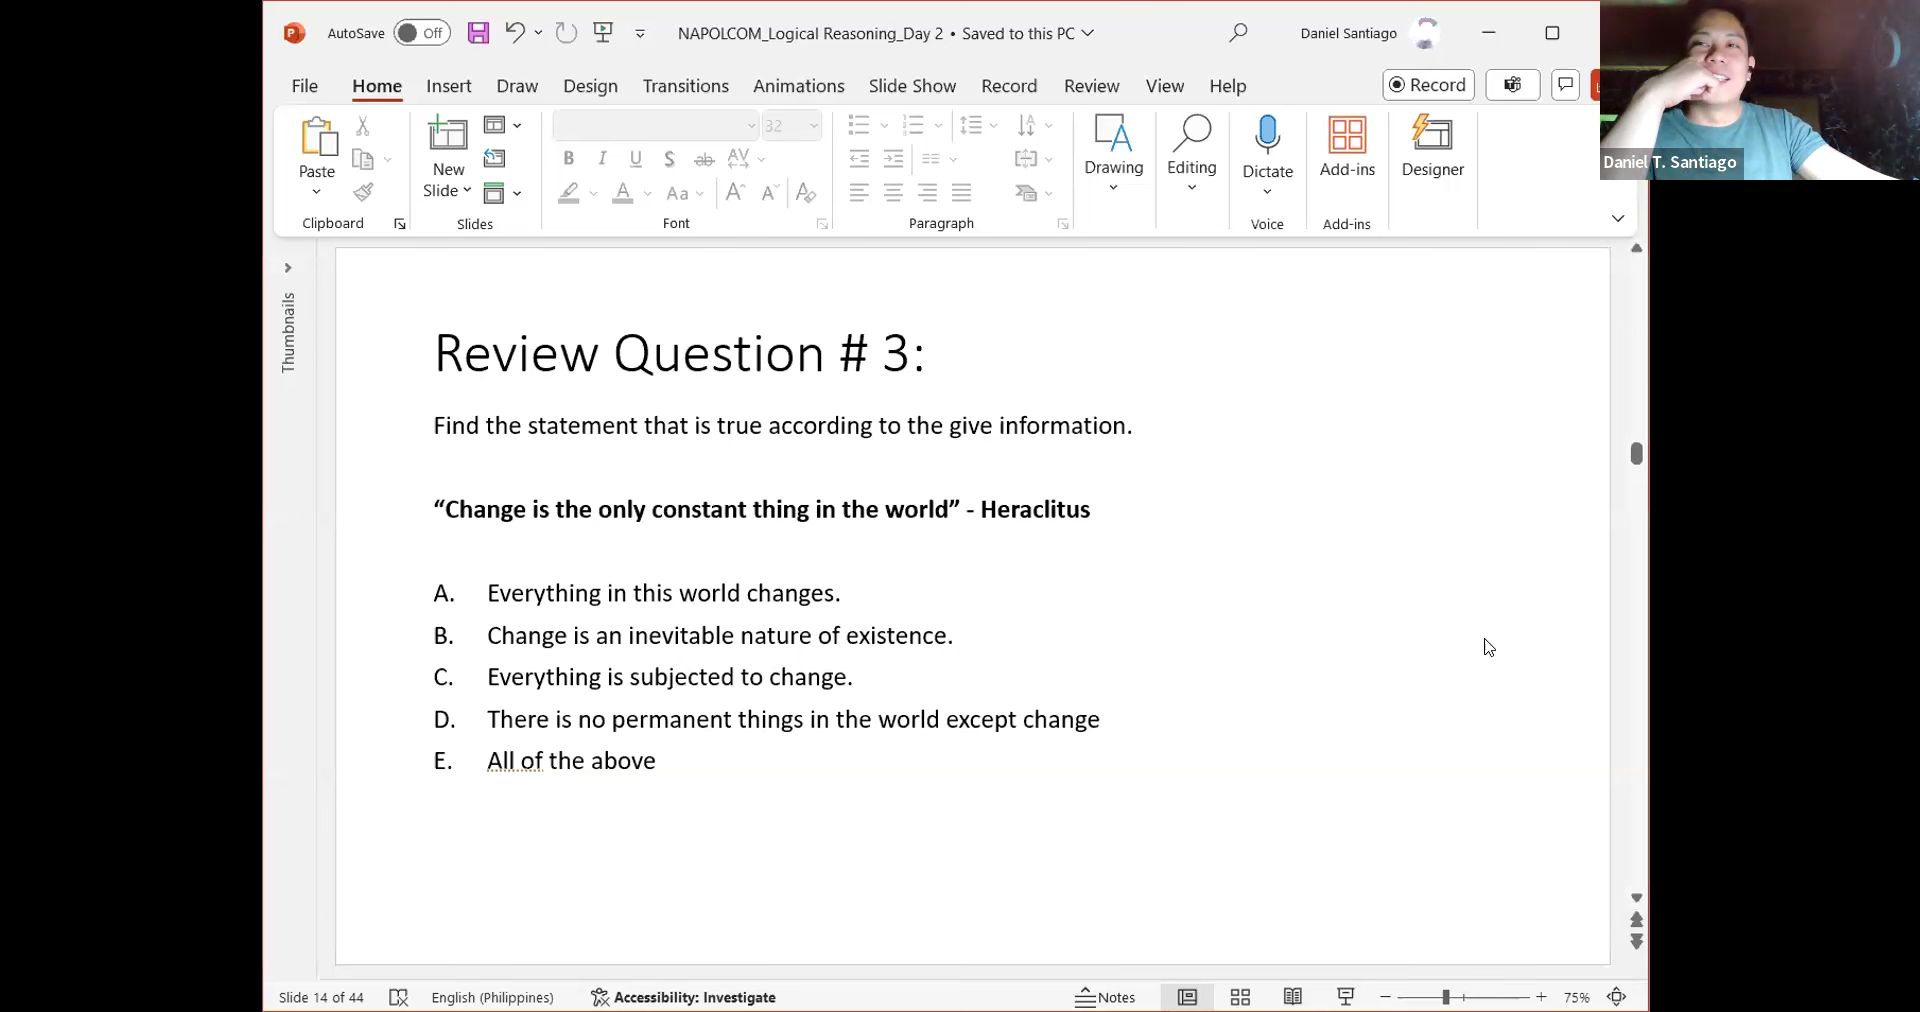 AutoSave Off NAPOLCOM_Logical Reasoning_Day 2 • Saved to this PC Daniel Santiago
File Home Insert Draw Design Transitions Animations Slide Show Record Review View Help Record
32
Paste New Slide B I U S ab AV Aa A A A Drawing Editing Dictate Add-ins Designer
Clipboard Slides Font Paragraph Voice Add-ins
Daniel T. Santiago
Thumbnails
Review Question # 3:
Find the statement that is true according to the give information.
“Change is the only constant thing in the world” - Heraclitus
A. Everything in this world changes.
B. Change is an inevitable nature of existence.
C. Everything is subjected to change.
D. There is no permanent things in the world except change
E. All of the above
Slide 14 of 44 English (Philippines) Accessibility: Investigate Notes 75%